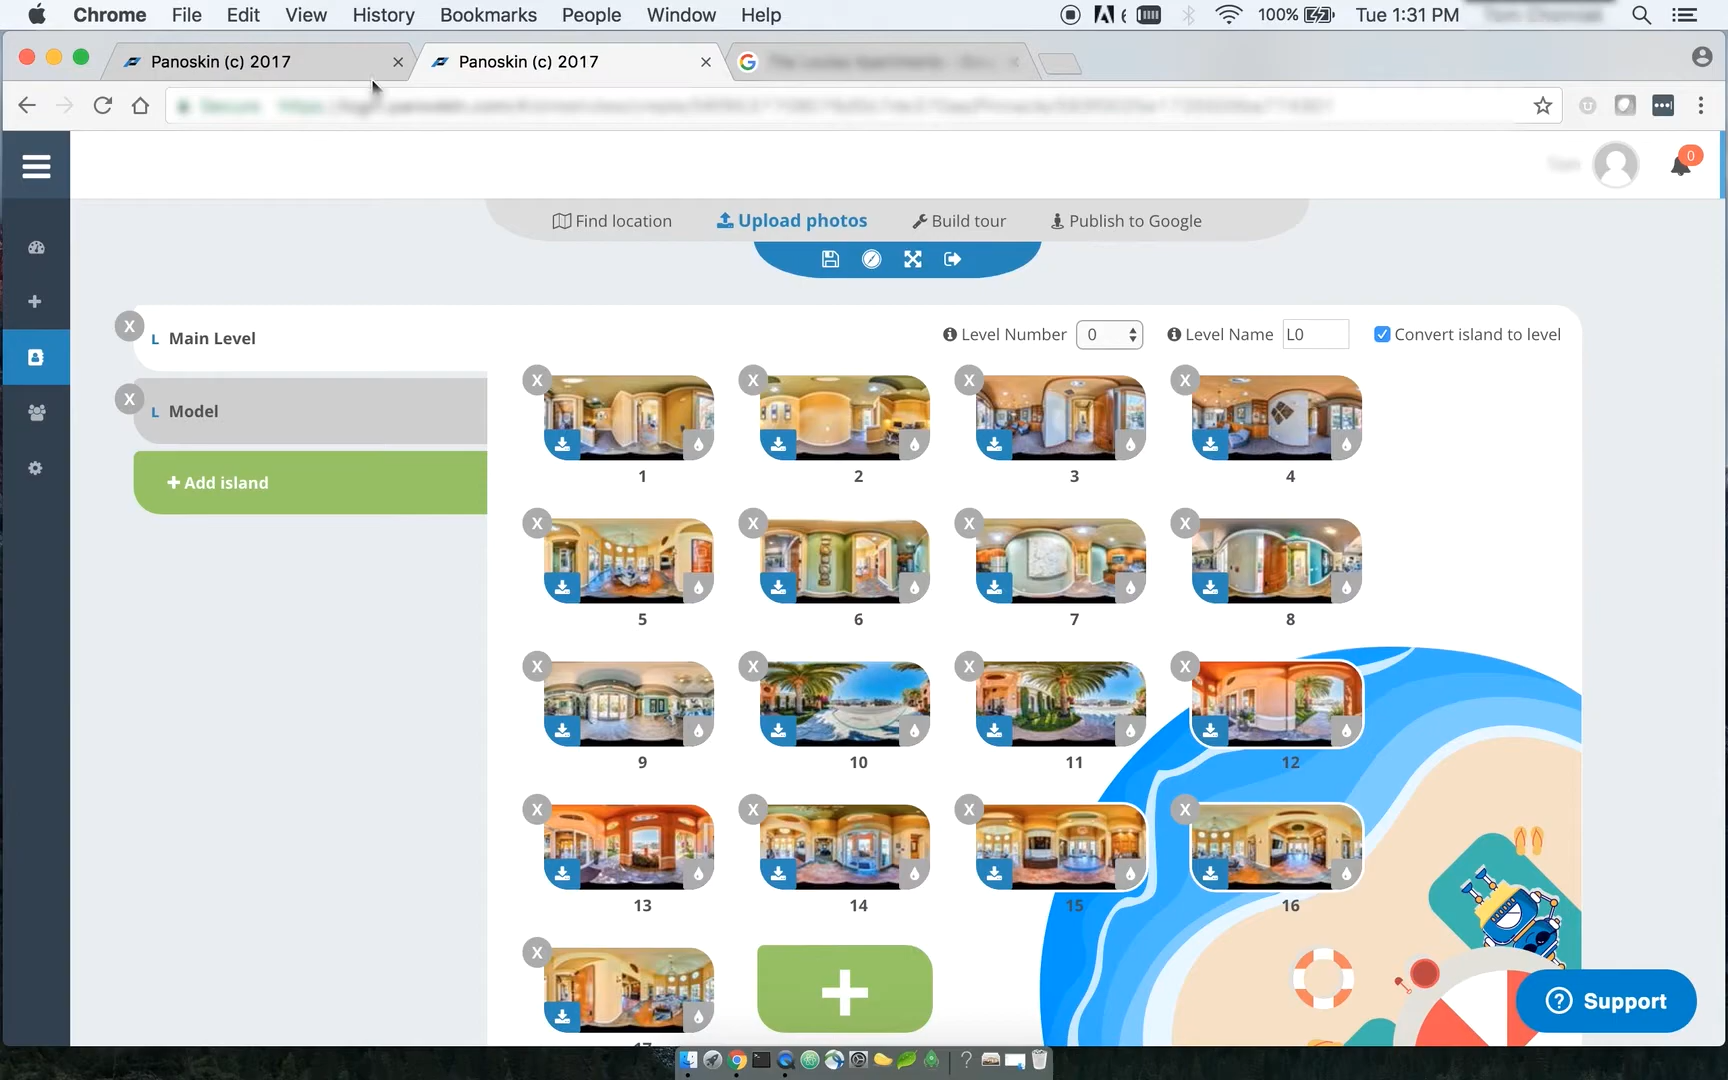 Chrome File Edit View History Bookmarks People Window Help 6 100% Tue 1:31 PM
Panoskin (c) 2017 Panoskin (c) 2017
0
Find location Upload photos Build tour Publish to Google
X L Main Level Level Number 0 Level Name L0 Convert island to level
X L Model
+ Add island
X X X X
1 2 3 4
X X X X
5 6 7 8
X X X X
9 10 11 12
X X X X
13 14 15 16
X
17
Support